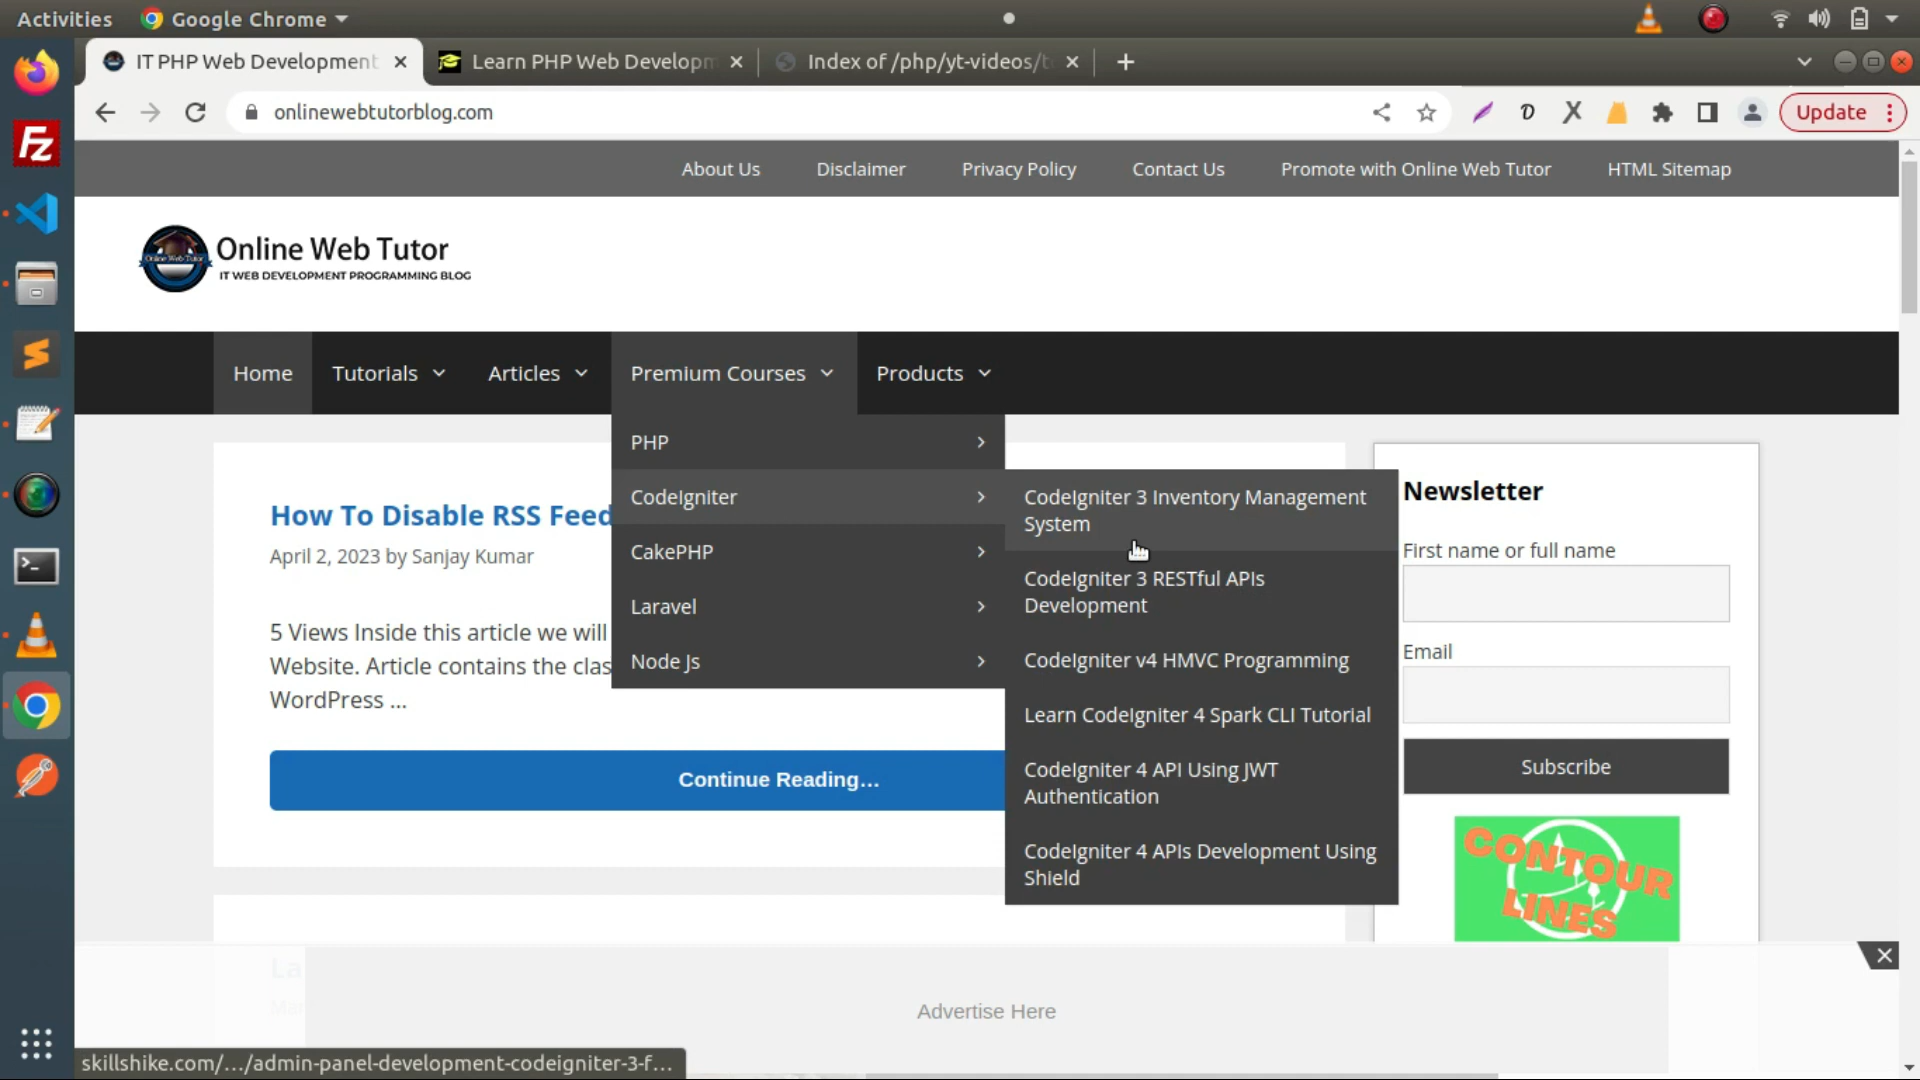 Activities
Google Chrome
IT PHP Web Development
Learn PHP Web Developm
Index of /php/yt-videos/t
onlinewebtutorblog.com
Update
About Us
Disclaimer
Privacy Policy
Contact Us
Promote with Online Web Tutor
HTML Sitemap
Online Web Tutor
Online Web Tutor
IT WEB DEVELOPMENT PROGRAMMING BLOG
Home
Tutorials
Articles
Premium Courses
Products
PHP
CodeIgniter
CakePHP
Laravel
Node Js
CodeIgniter 3 Inventory Management
System
CodeIgniter 3 RESTful APIs
Development
CodeIgniter v4 HMVC Programming
Learn CodeIgniter 4 Spark CLI Tutorial
CodeIgniter 4 API Using JWT
Authentication
CodeIgniter 4 APIs Development Using
Shield
How To Disable RSS Feed
April 2, 2023 by Sanjay Kumar
5 Views Inside this article we will
Website. Article contains the clas
WordPress ...
Continue Reading...
Newsletter
First name or full name
Email
Subscribe
CONTOUR
LINES
La
Mar
Advertise Here
skillshike.com/.../admin-panel-development-codeigniter-3-f...